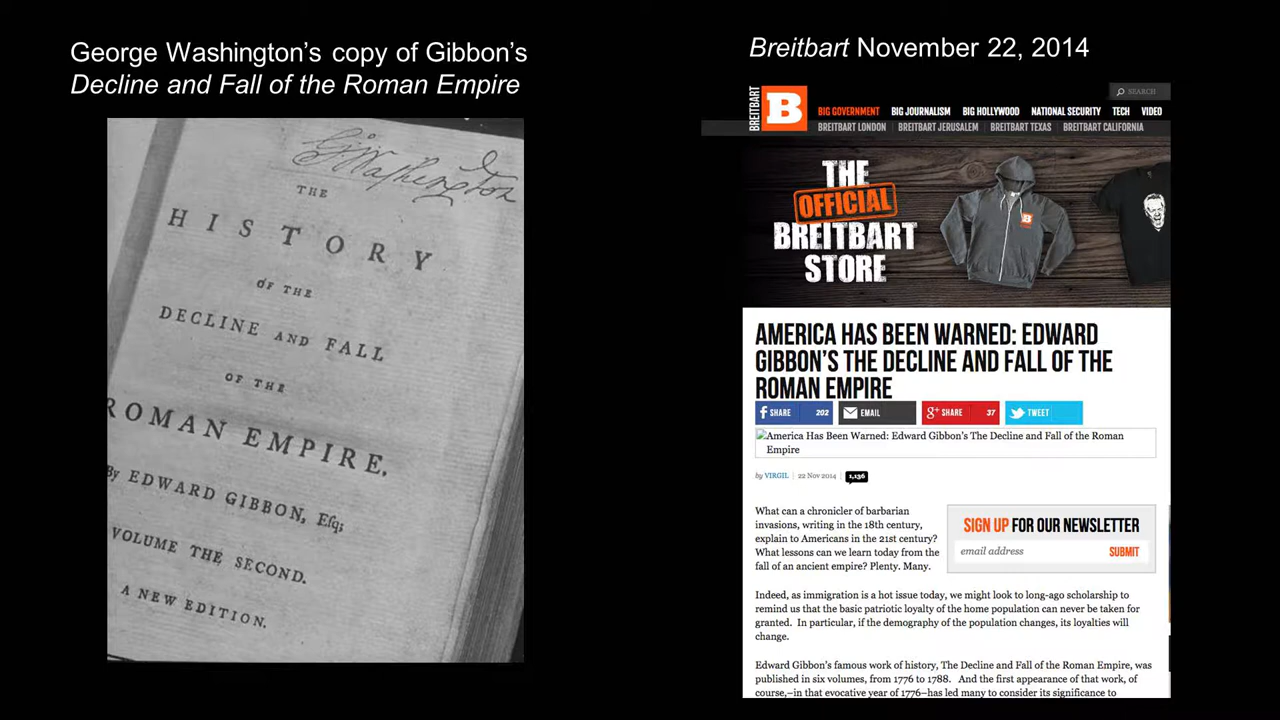 George Washington's copy of Gibbon's
Decline and Fall of the Roman Empire
G: Washington
THE
HISTORY
OF THE
DECLINE AND FALL
OF THE
ROMAN EMPIRE.
By EDWARD GIBBON, Esq;
VOLUME THE SECOND.
A NEW EDITION.
Breitbart November 22, 2014
BREITBART
B
SEARCH
BIG GOVERNMENT BIG JOURNALISM BIG HOLLYWOOD NATIONAL SECURITY TECH VIDEO
BREITBART LONDON BREITBART JERUSALEM BREITBART TEXAS BREITBART CALIFORNIA
THE
OFFICIAL
BREITBART
STORE
B
AMERICA HAS BEEN WARNED: EDWARD
GIBBON'S THE DECLINE AND FALL OF THE
ROMAN EMPIRE
f SHARE 202 EMAIL g+ SHARE 37 TWEET
America Has Been Warned: Edward Gibbon's The Decline and Fall of the Roman
Empire
by VIRGIL | 22 Nov 2014 | 1,136
What can a chronicler of barbarian
invasions, writing in the 18th century,
explain to Americans in the 21st century?
What lessons can we learn today from the
fall of an ancient empire? Plenty. Many.
SIGN UP FOR OUR NEWSLETTER
email address SUBMIT
Indeed, as immigration is a hot issue today, we might look to long-ago scholarship to
remind us that the basic patriotic loyalty of the home population can never be taken for
granted. In particular, if the demography of the population changes, its loyalties will
change.
Edward Gibbon's famous work of history, The Decline and Fall of the Roman Empire, was
published in six volumes, from 1776 to 1788. And the first appearance of that work, of
course,–in that evocative year of 1776–has led many to consider its significance to